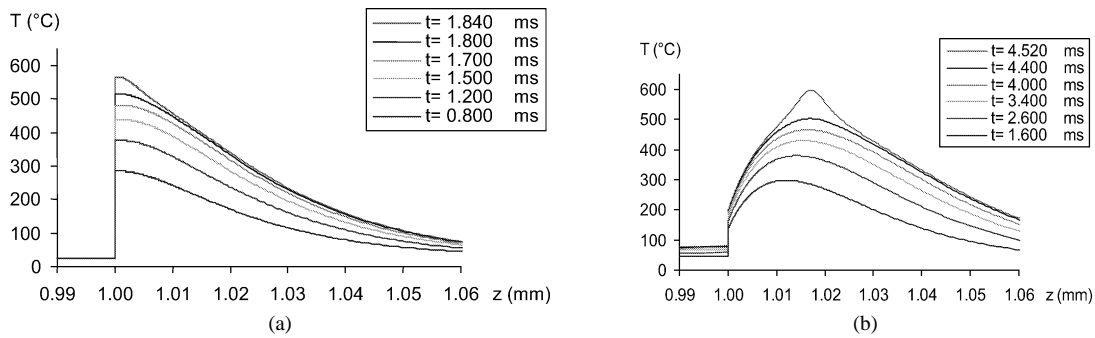 T (°C)
600
500
400
300
200
100
0
0.99 1.00 1.01 1.02 1.03 1.04 1.05 1.06 z (mm)
t= 1.840 ms
t= 1.800 ms
t= 1.700 ms
t= 1.500 ms
t= 1.200 ms
t= 0.800 ms
(a)
T (°C)
600
500
400
300
200
100
0
0.99 1.00 1.01 1.02 1.03 1.04 1.05 1.06 z (mm)
t= 4.520 ms
t= 4.400 ms
t= 4.000 ms
t= 3.400 ms
t= 2.600 ms
t= 1.600 ms
(b)